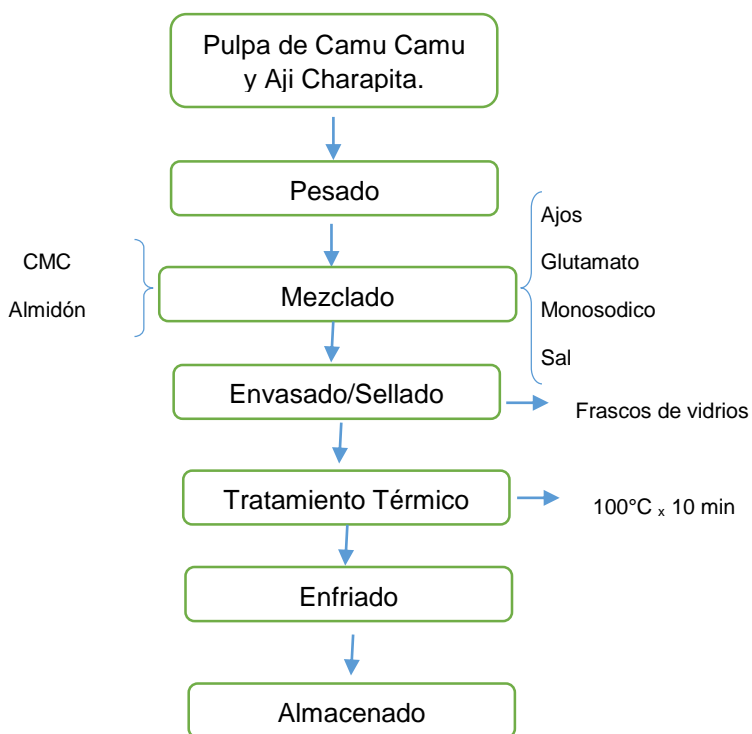 Pulpa de Camu Camu
y Aji Charapita.
Pesado
Ajos
CMC
Glutamato
Mezclado
Almidón
Monosodico
Sal
Envasado/Sellado
Frascos de vidrios
Tratamiento Térmico
100°C x 10 min
Enfriado
Almacenado